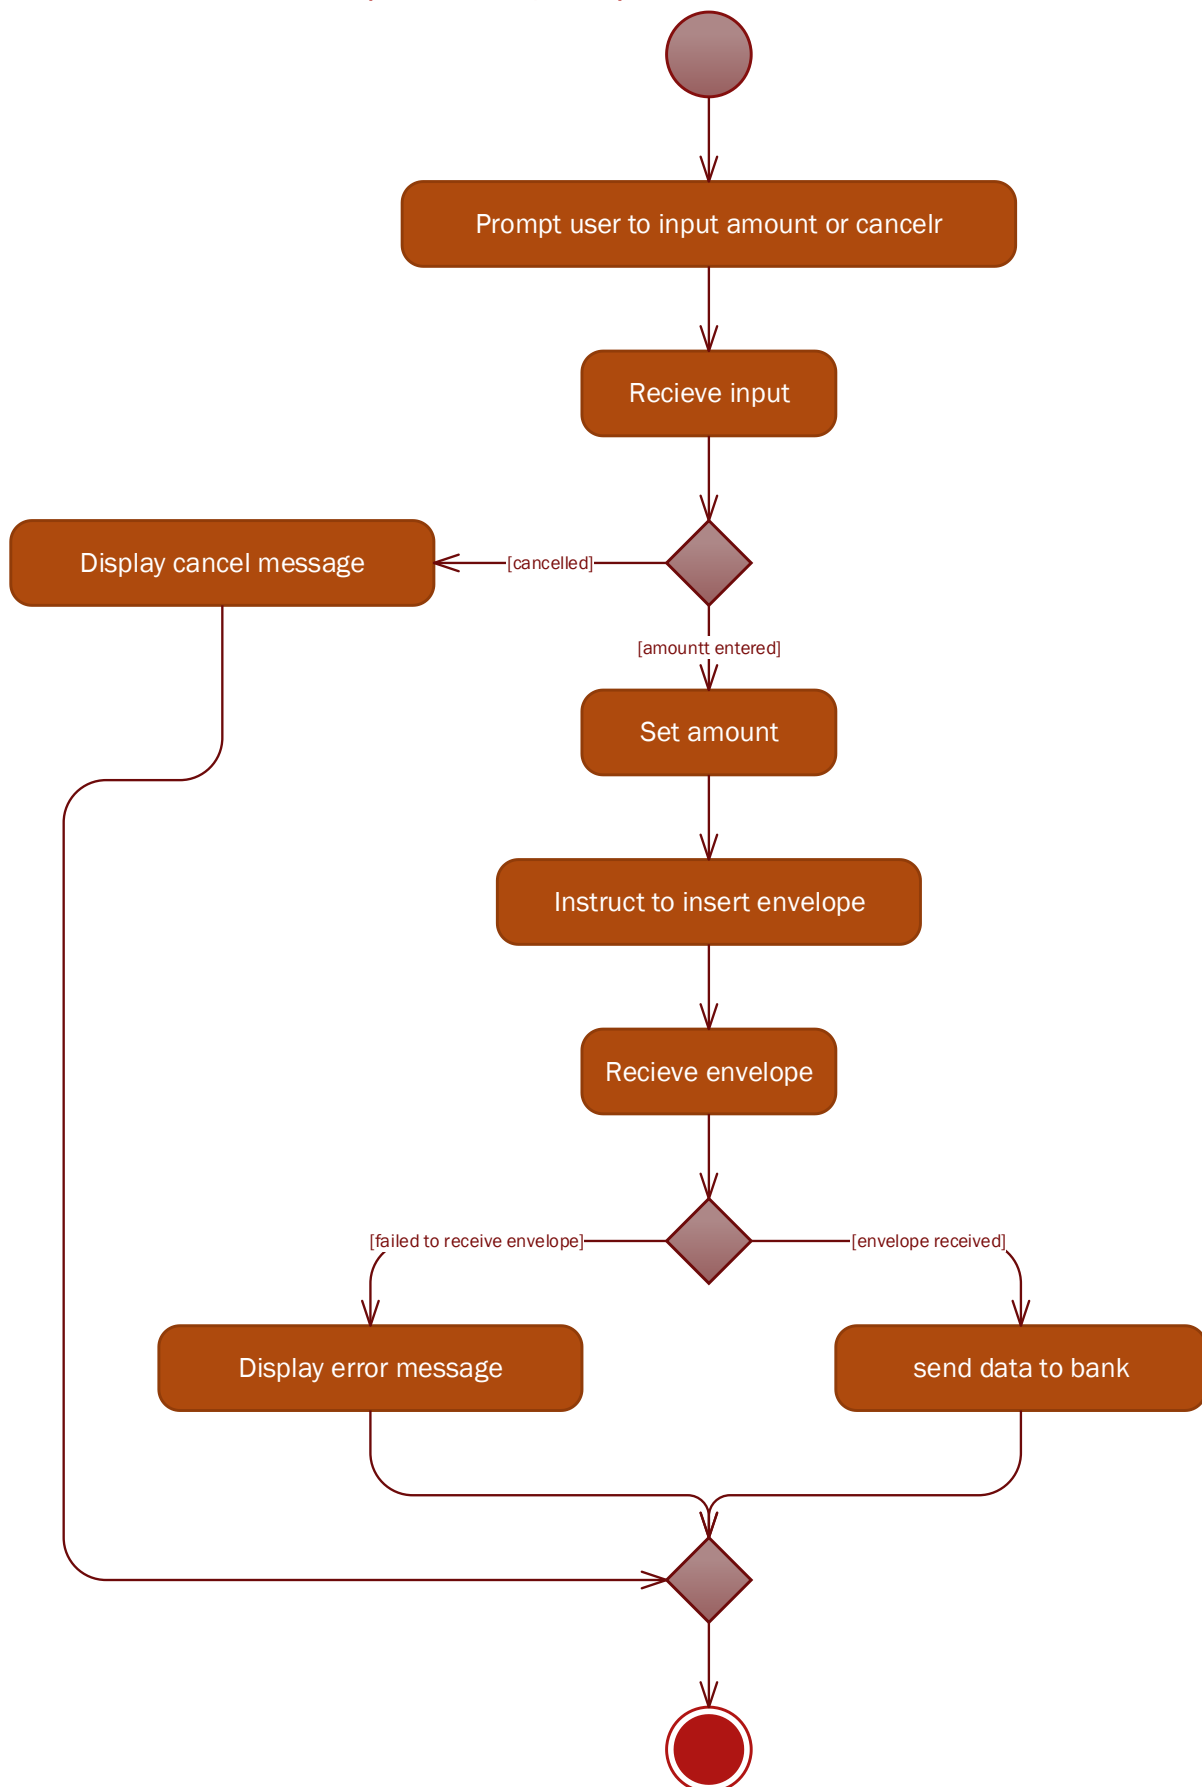 Prompt user to input amount or cancelr
Recieve input
Display cancel message
[cancelled]
[amountt entered]
Set amount
Instruct to insert envelope
Recieve envelope
[failed to receive envelope]
[envelope received]
Display error message
send data to bank